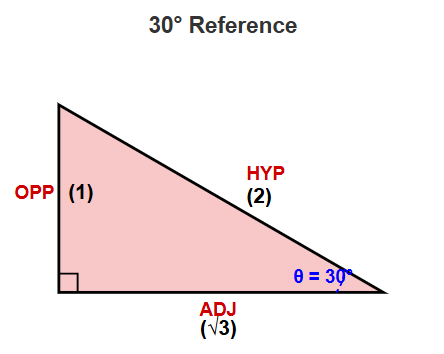 30° Reference
HYP
OPP (1)
(2)
θ = 30°
ADJ
(√3)